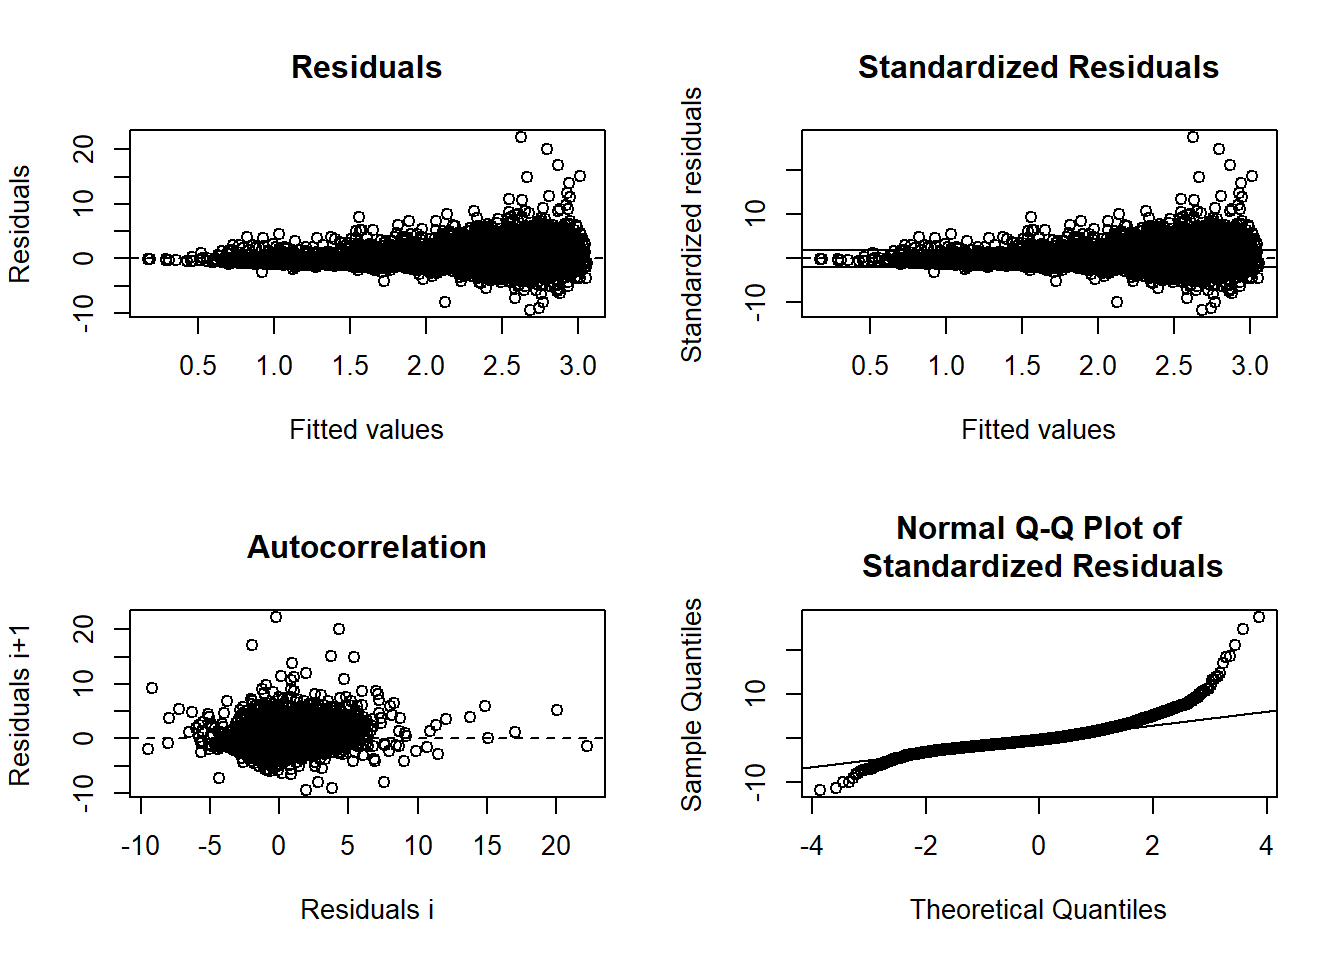 Residuals
Residuals
20
10
0
-10
0.5 1.0 1.5 2.0 2.5 3.0
Fitted values
Standardized Residuals
Standardized residuals
10
-10
0.5 1.0 1.5 2.0 2.5 3.0
Fitted values
Autocorrelation
Residuals i+1
20
10
0
-10
-10 -5 0 5 10 15 20
Residuals i
Normal Q-Q Plot of
Standardized Residuals
Sample Quantiles
10
-10
-4 -2 0 2 4
Theoretical Quantiles